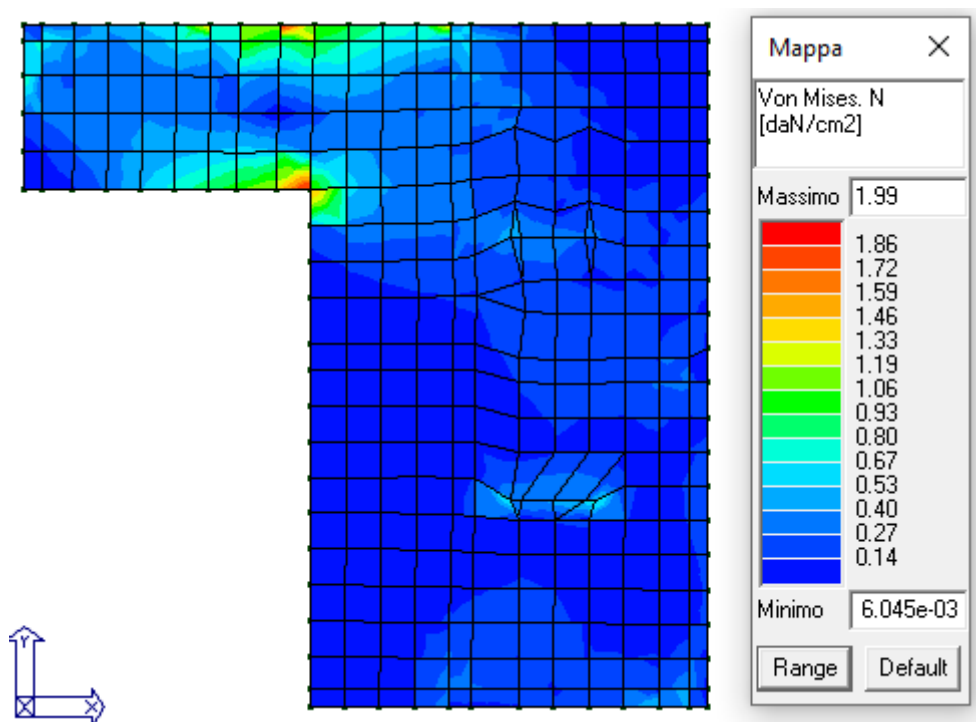 Mappa
Von Mises. N
[daN/cm2]
Massimo 1.99
1.86
1.72
1.59
1.46
1.33
1.19
1.06
0.93
0.80
0.67
0.53
0.40
0.27
0.14
Minimo 6.045e-03
Range Default
Y
X